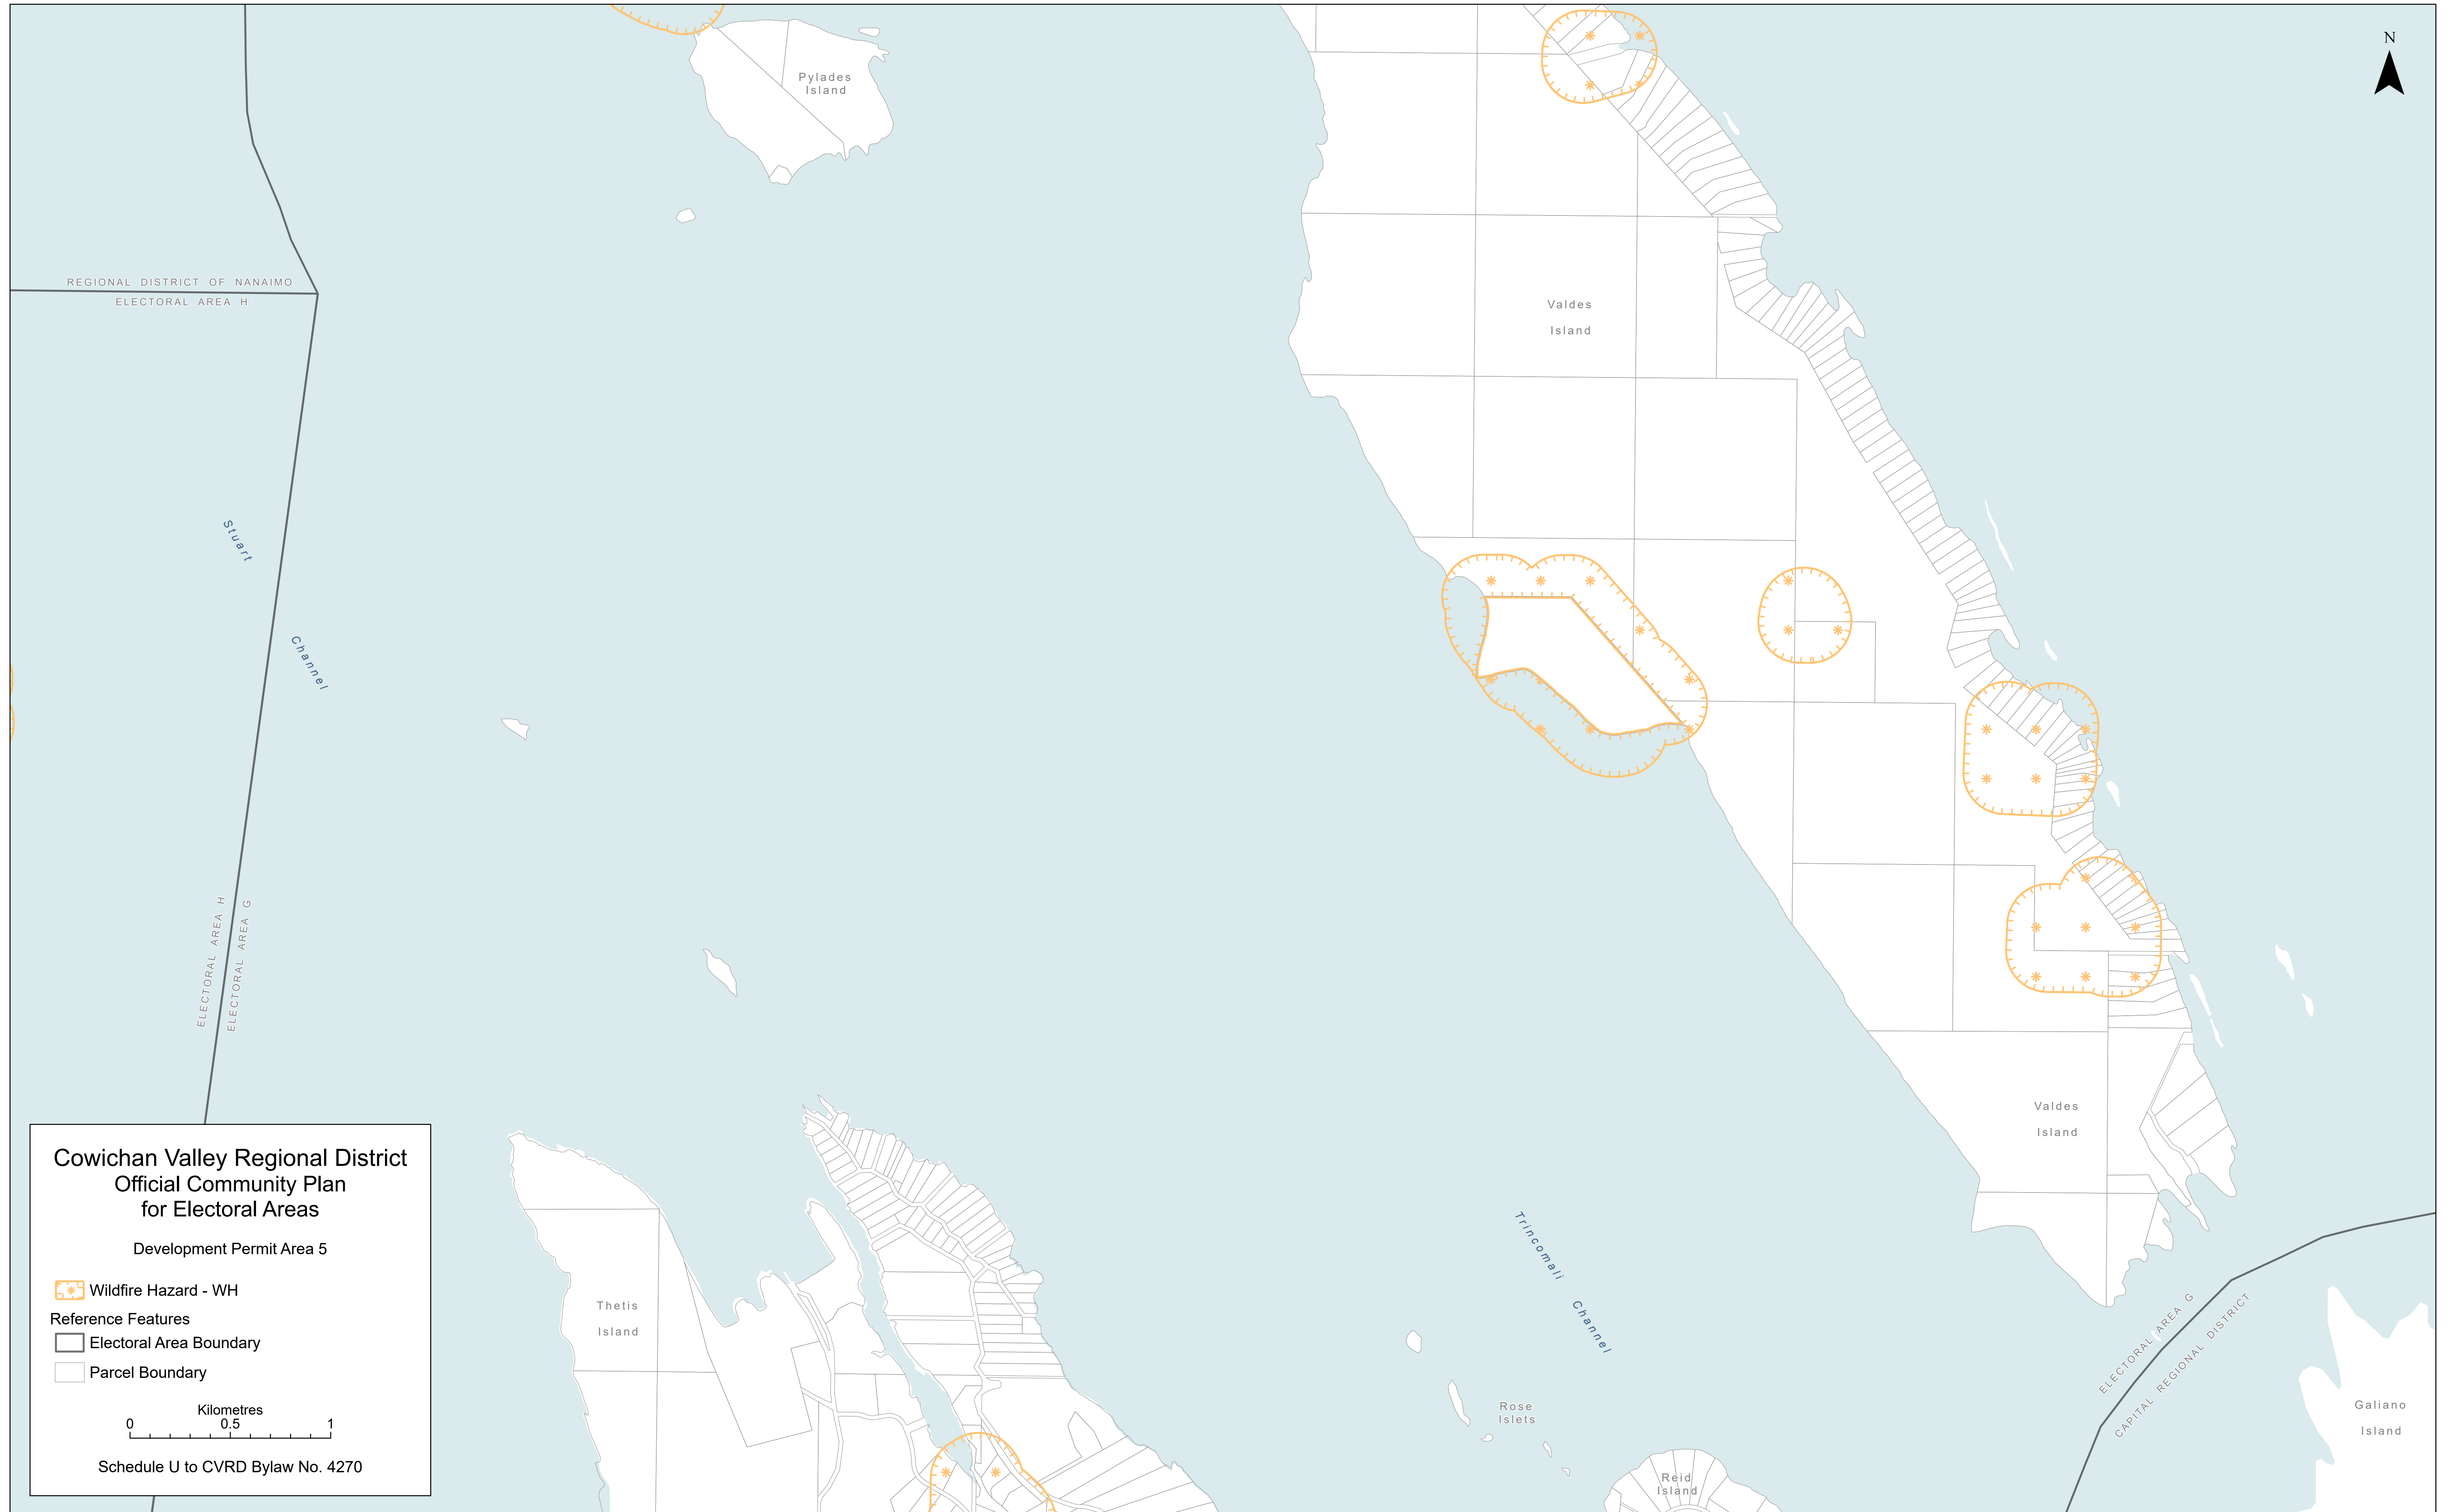 N
Pylades
Island
REGIONAL DISTRICT OF NANAIMO
ELECTORAL AREA H
Valdes
Island
Stuart
Channel
ELECTORAL AREA H
ELECTORAL AREA G
Valdes
Island
Trincomali
Channel
Thetis
Island
Rose
Islets
Reid
Island
ELECTORAL AREA G
CAPITAL REGIONAL DISTRICT
Galiano
Island
Cowichan Valley Regional District
Official Community Plan
for Electoral Areas
Development Permit Area 5
Wildfire Hazard - WH
Reference Features
Electoral Area Boundary
Parcel Boundary
Kilometres
0 0.5 1
Schedule U to CVRD Bylaw No. 4270